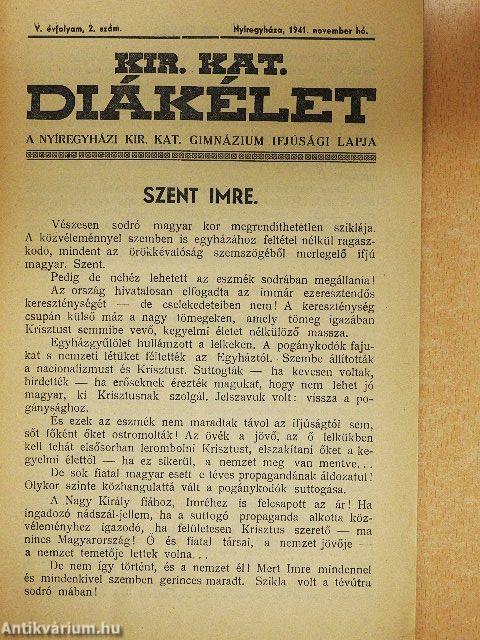 V. évfolyam, 2. szám.
Nyíregyháza, 1941. november hó.
KIR. KAT.
DIÁKÉLET
A NYÍREGYHÁZI KIR. KAT. GIMNÁZIUM IFJÚSÁGI LAPJA
SZENT IMRE.
Vészesen sodró magyar kor megrendíthetetlen sziklája.
A közvéleménnyel szemben is egyházához feltétel nélkül ragasz-
kodo, mindent az örökkévalóság szemszögéből merlegelő ifjú
magyar. Szent.
Pedig de nehéz lehetett az eszmék sodrában megállania!
Az ország hivatalosan elfogadta az immár ezeresztendős
kereszténységét — de cselekedeteiben nem! A kereszténység
csupán külső máz a nagy tömegeken, amely tömeg igazában
Krisztust semmibe vevő, kegyelmi életet nélkülöző massza.
Egyházgyűlölet hullámzott a lelkeken. A pogánykodók faju-
kat s nemzeti létüket féltették az Egyháztól. Szembe állították
a nacionalizmust és Krisztust. Suttogták — ha kevesen voltak,
hirdették — ha erőseknek érezték magukat, hogy nem lehet jó
magyar, ki Krisztusnak szolgál. Jelszavuk volt: vissza a po-
gánysághoz.
És ezek az eszmék nem maradtak távol az ifjúságtól sem,
sőt főként őket ostromolták! Az övék a jövő, az ő lelkükben
kell tehát elsősorban lerombolni Krisztust, elszakítani őket a ke-
gyelmi élettől — ha ez sikerül, a nemzet meg van mentve...
De sok fiatal magyar esett e téves propagandának áldozatul!
Olykor szinte közhangulattá vált a pogánykodók suttogása.
A Nagy Király fiához, Imréhez is felcsapott az ár! Ha
ingadozó nádszál-jellem, ha a suttogó propaganda alkotta köz-
véleményhez igazodó, ha felületesen Krisztus szerető — ma
nincs Magyarország! Ő és fiatal társai, a nemzet jövője —
a nemzet temetője lettek volna...
De nem így történt, és a nemzet él! Mert Imre mindennel
és mindenkivel szemben gerinces maradt. Szikla volt a tévútra
sodró mában!
Antikvárium.hu